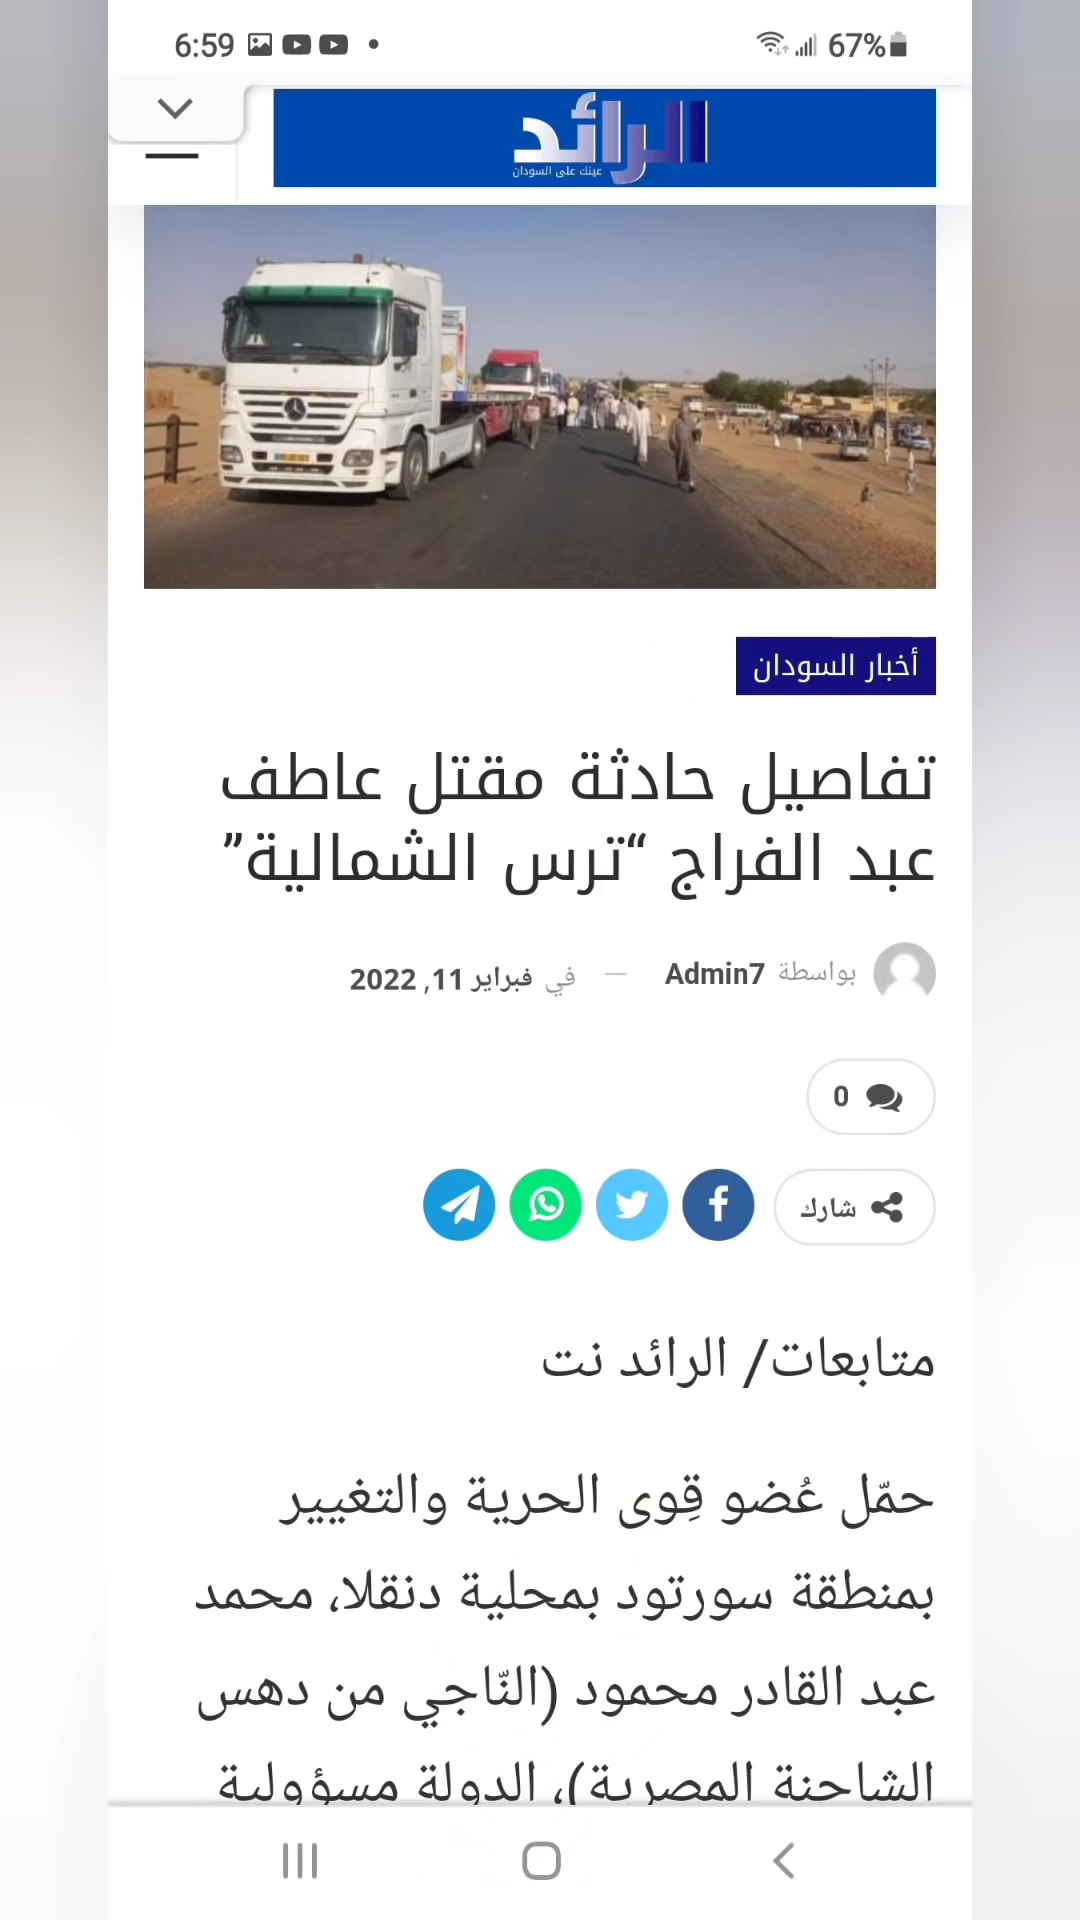 6:59
67%
الرائد
عينك على السودان
أخبار السودان
تفاصيل حادثة مقتل عاطف
عبد الفراج “ترس الشمالية”
بواسطة Admin7 — في فبراير 11, 2022
0
شارك
متابعات/ الرائد نت
حمّل عُضو قِوى الحرية والتغيير
بمنطقة سورتود بمحلية دنقلا، محمد
عبد القادر محمود (النّاجي من دهس
الشاحنة المصرية)، الدولة مسؤولية